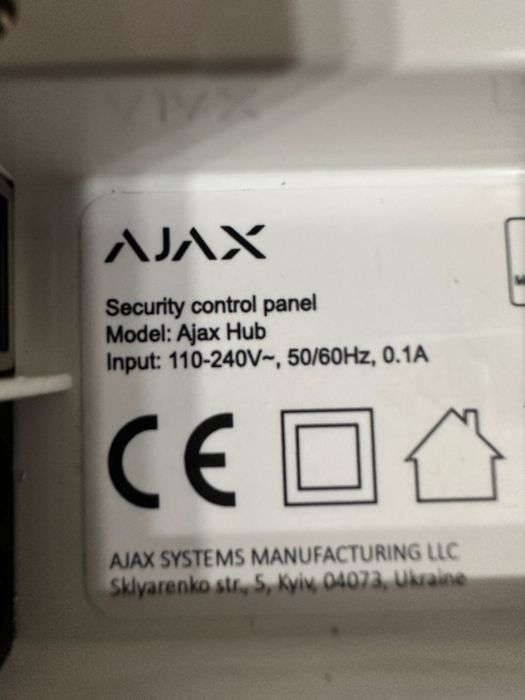 AJAX
Security control panel
Model: Ajax Hub
Input: 110-240V~, 50/60Hz, 0.1A
CE
AJAX SYSTEMS MANUFACTURING LLC
Sklyarenko str., 5, Kyiv, 04073, Ukraine